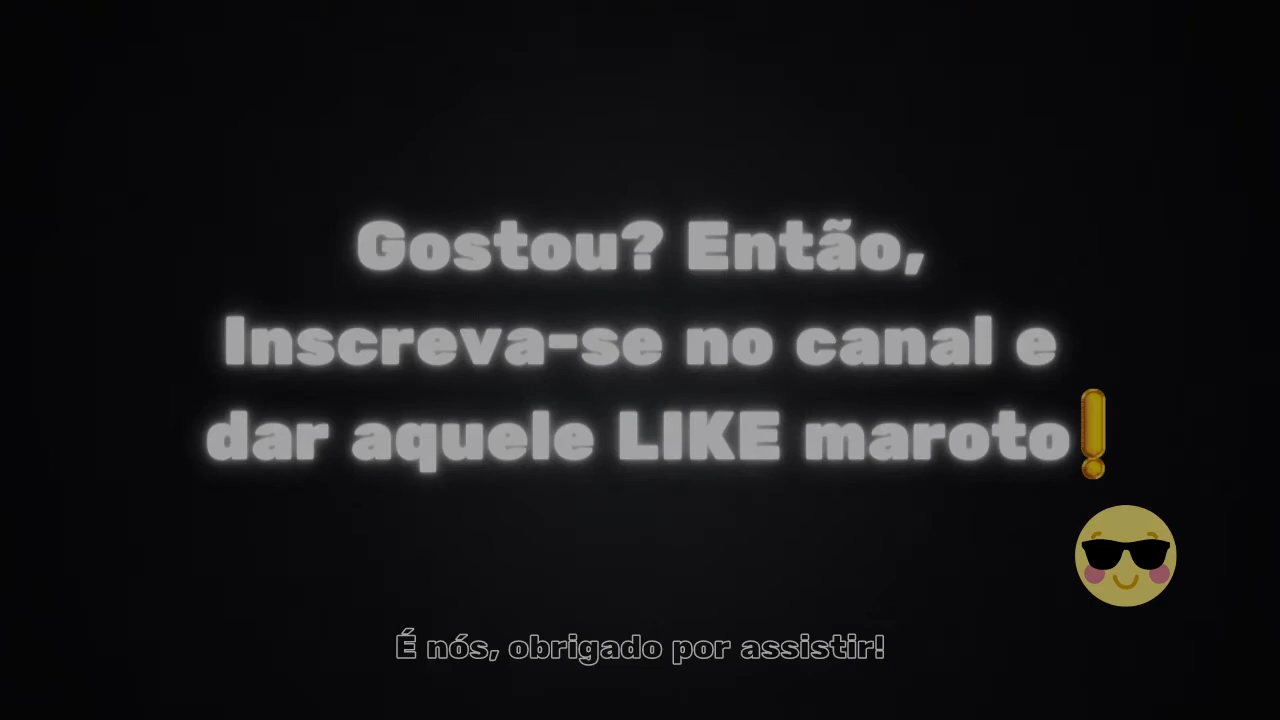 Gostou? Então,
Inscreva-se no canal e
dar aquele LIKE maroto!
É nós, obrigado por assistir!